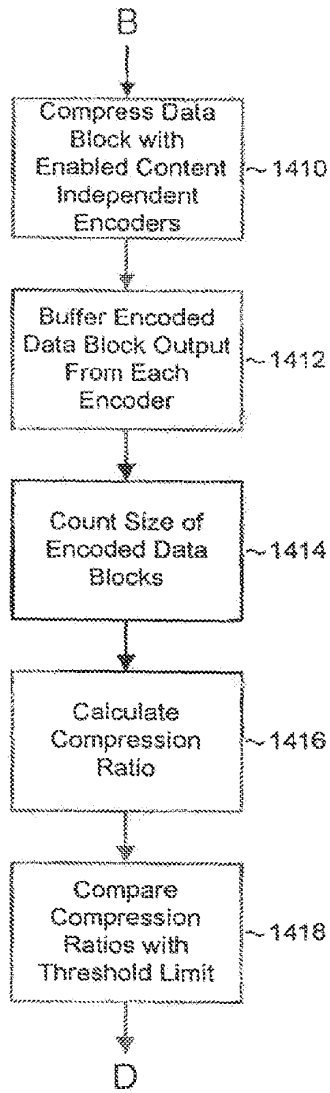 B
Compress Data
Block with
Enabled Content
Independent
Encoders
1410
Buffer Encoded
Data Block Output
From Each
Encoder
1412
Count Size of
Encoded Data
Blocks
1414
Calculate
Compression
Ratio
1416
Compare
Compression
Ratios with
Threshold Limit
1418
D